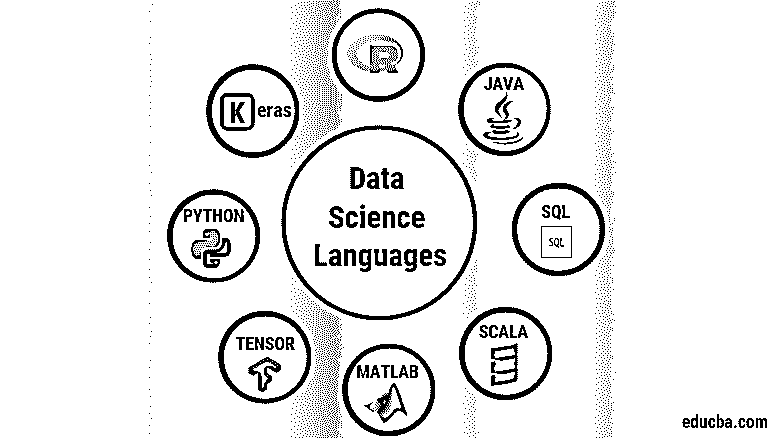 R
JAVA
SQL
SQL
SCALA
MATLAB
TENSOR
PYTHON
K eras
Data
Science
Languages
educba.com